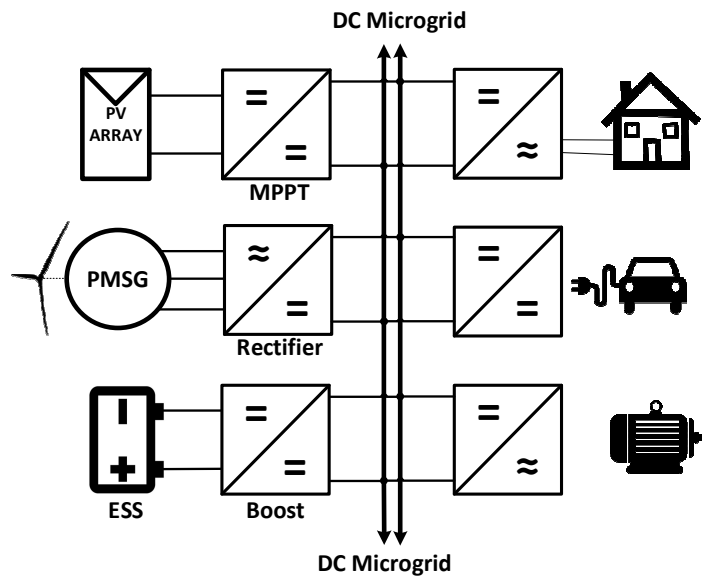 DC Microgrid
PV
ARRAY
=
=
MPPT
=
≈
PMSG
≈
=
Rectifier
=
=
ESS
=
=
Boost
=
≈
DC Microgrid